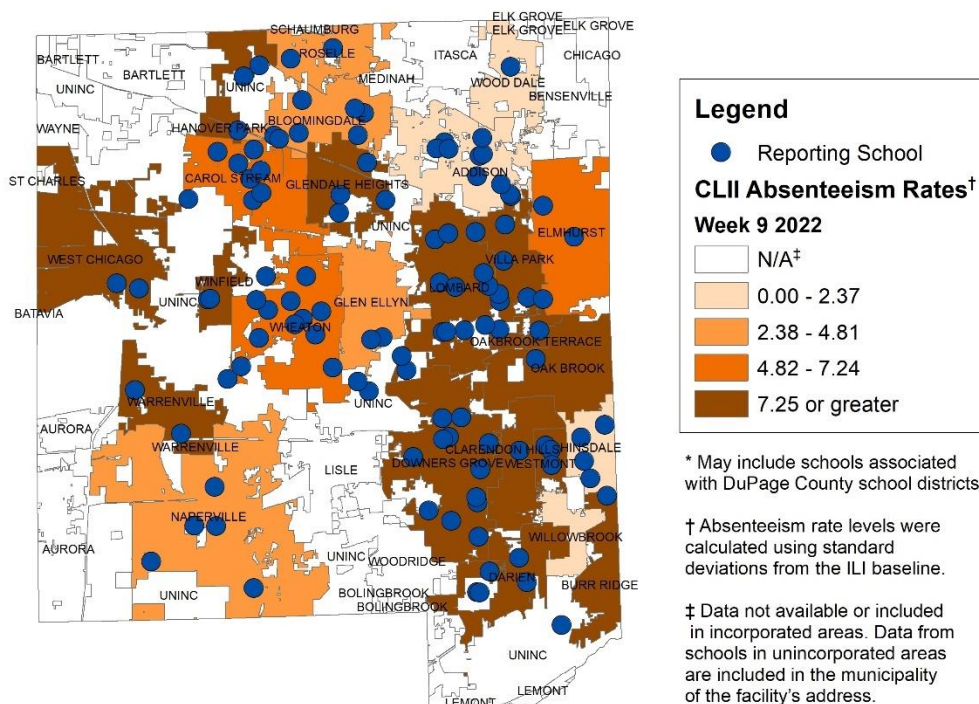 ELK GROVE
ELK GROVE
ELK GROVE
SCHAUMBURG
ROSELLE
ITASCA
CHICAGO
BARTLETT
BARTLETT
MEDINAH
UNINC
UNINC
WOOD DALE
BENSENVILLE
WAYNE
HANOVER PARK
BLOOMINGDALE
ST CHARLES
CAROL STREAM
GLENDALE HEIGHTS
ADDISON
UNINC
ELMHURST
WEST CHICAGO
VILLA PARK
WINFIELD
LOMBARD
UNINC
GLEN ELLYN
BATAVIA
WHEATON
OAKBROOK TERRACE
OAK BROOK
WARRENVILLE
UNINC
AURORA
WARRENVILLE
CLARENDON HILLS
HINSDALE
LISLE
DOWNERS GROVE
WESTMONT
NAPERVILLE
WILLOWBROOK
AURORA
UNINC
WOODRIDGE
DARIEN
BURR RIDGE
UNINC
BOLINGBROOK
BOLINGBROOK
UNINC
LEMONT
LEMONT
Legend
Reporting School
CLII Absenteeism Rates†
Week 9 2022
N/A‡
0.00 - 2.37
2.38 - 4.81
4.82 - 7.24
7.25 or greater
* May include schools associated
with DuPage County school districts
† Absenteeism rate levels were
calculated using standard
deviations from the ILI baseline.
‡ Data not available or included
in incorporated areas. Data from
schools in unincorporated areas
are included in the municipality
of the facility's address.